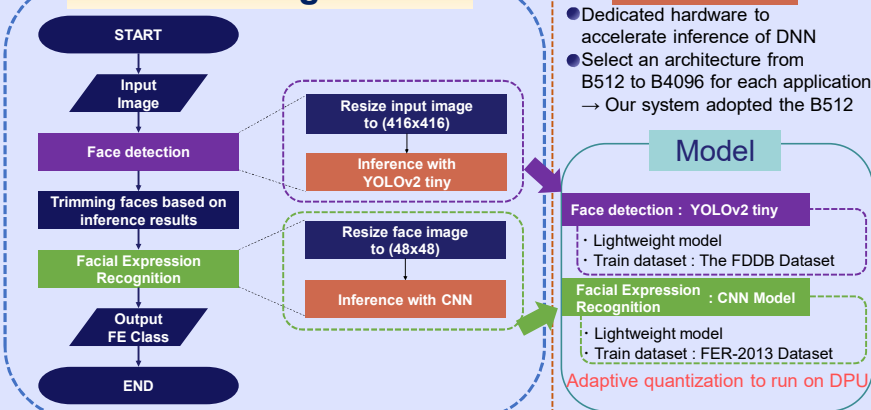 START
Input
Image
Face detection
Trimming faces based on
inference results
Facial Expression
Recognition
Output
FE Class
END
Resize input image
to (416x416)
Inference with
YOLOv2 tiny
Resize face image
to (48x48)
Inference with CNN
●Dedicated hardware to
accelerate inference of DNN
●Select an architecture from
B512 to B4096 for each application
→ Our system adopted the B512
Model
Face detection : YOLOv2 tiny
・Lightweight model
・Train dataset : The FDDB Dataset
Facial Expression
Recognition : CNN Model
・Lightweight model
・Train dataset : FER-2013 Dataset
Adaptive quantization to run on DPU